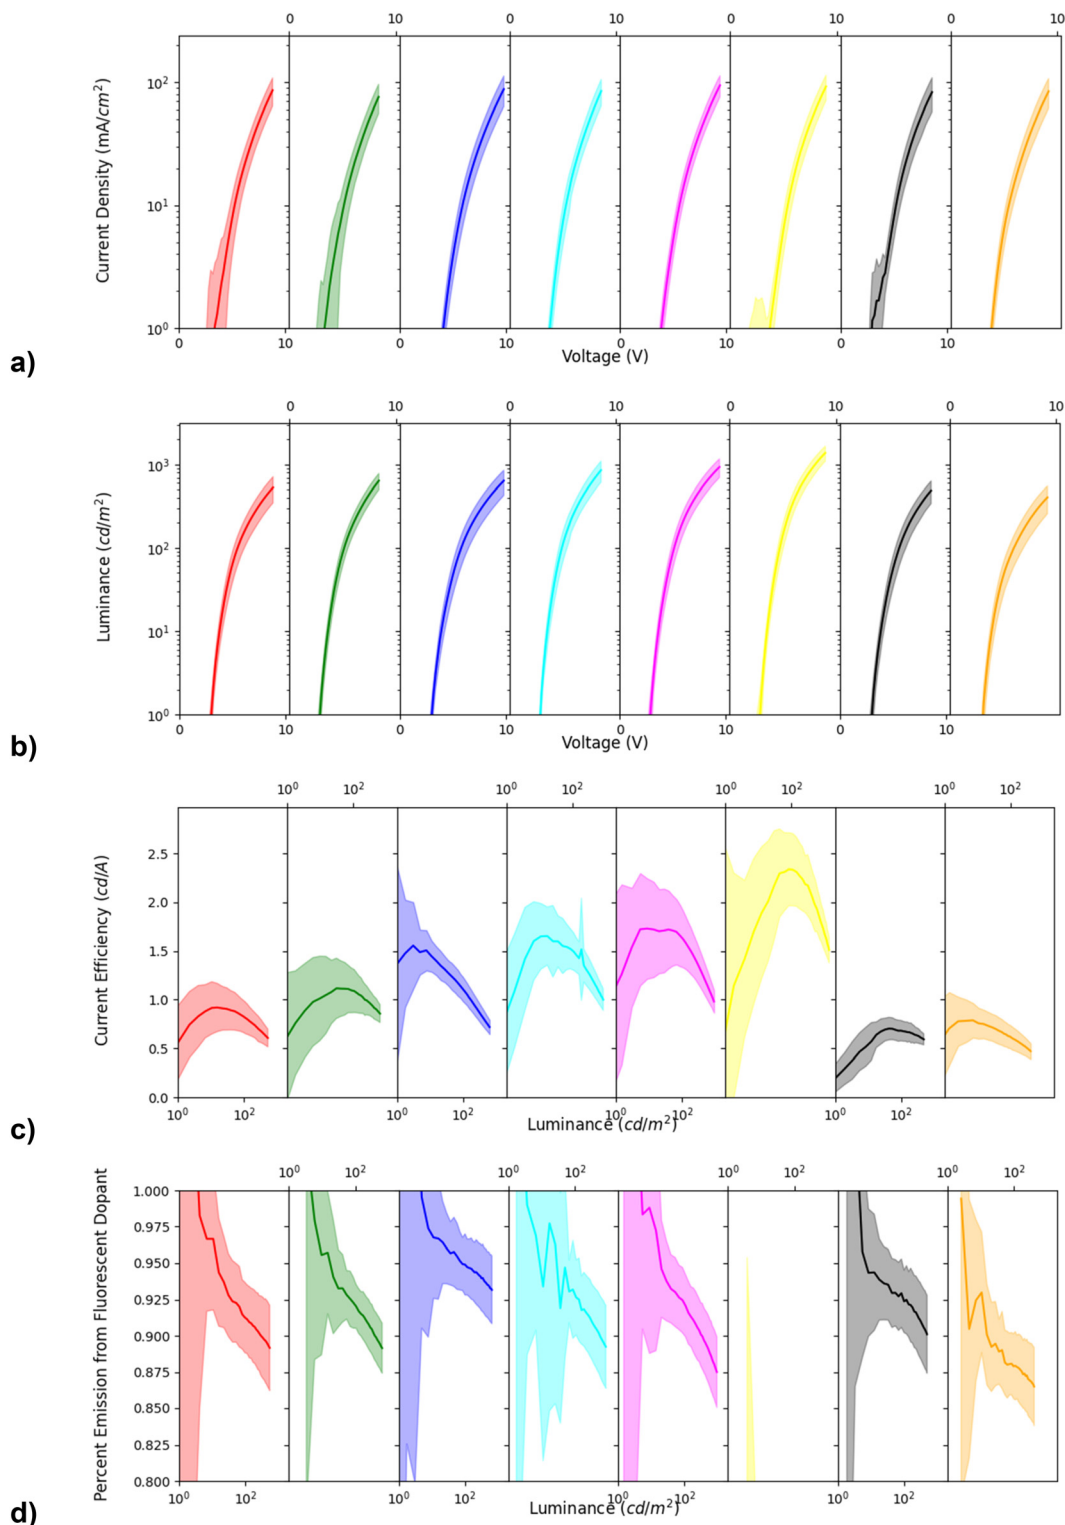 0 0 0 0 10
10 10 10
Current Density (mA/cm²)
10²
10¹
10⁰
0 10 0 10 0 10 0 10
Voltage (V)
a)
0 10 0 10 0 10 0 10
Luminance (cd/m²)
10³
10²
10¹
10⁰
0 10 0 10 0 10 0 10
Voltage (V)
b)
10⁰ 10² 10⁰ 10² 10⁰ 10² 10⁰ 10²
Current Efficiency (cd/A)
2.5
2.0
1.5
1.0
0.5
0.0
10⁰ 10² 10⁰ 10² 10⁰ 10² 10⁰ 10²
Luminance (cd/m²)
c)
10⁰ 10² 10⁰ 10² 10⁰ 10² 10⁰ 10²
Percent Emission from Fluorescent Dopant
1.000
0.975
0.950
0.925
0.900
0.875
0.850
0.825
0.800
10⁰ 10² 10⁰ 10² 10⁰ 10² 10⁰ 10²
Luminance (cd/m²)
d)